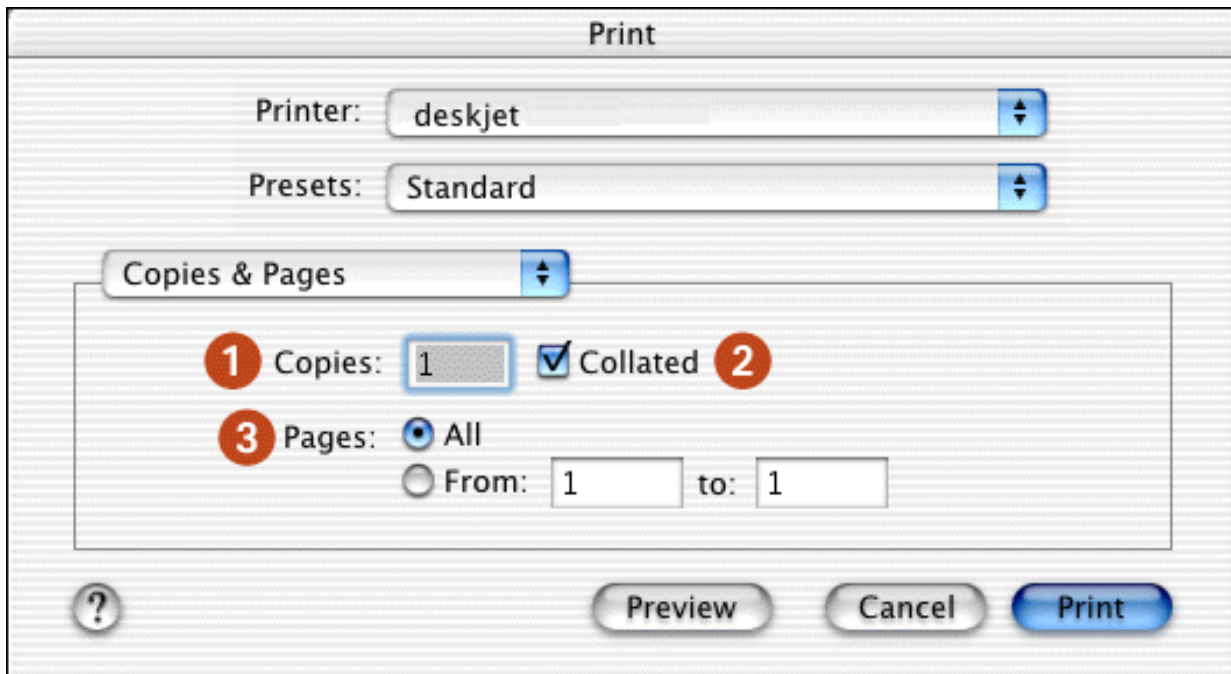 Print
Printer: deskjet
Presets: Standard
Copies & Pages
1 Copies: 1 Collated 2
3 Pages: All
From: 1 to: 1
? Preview Cancel Print